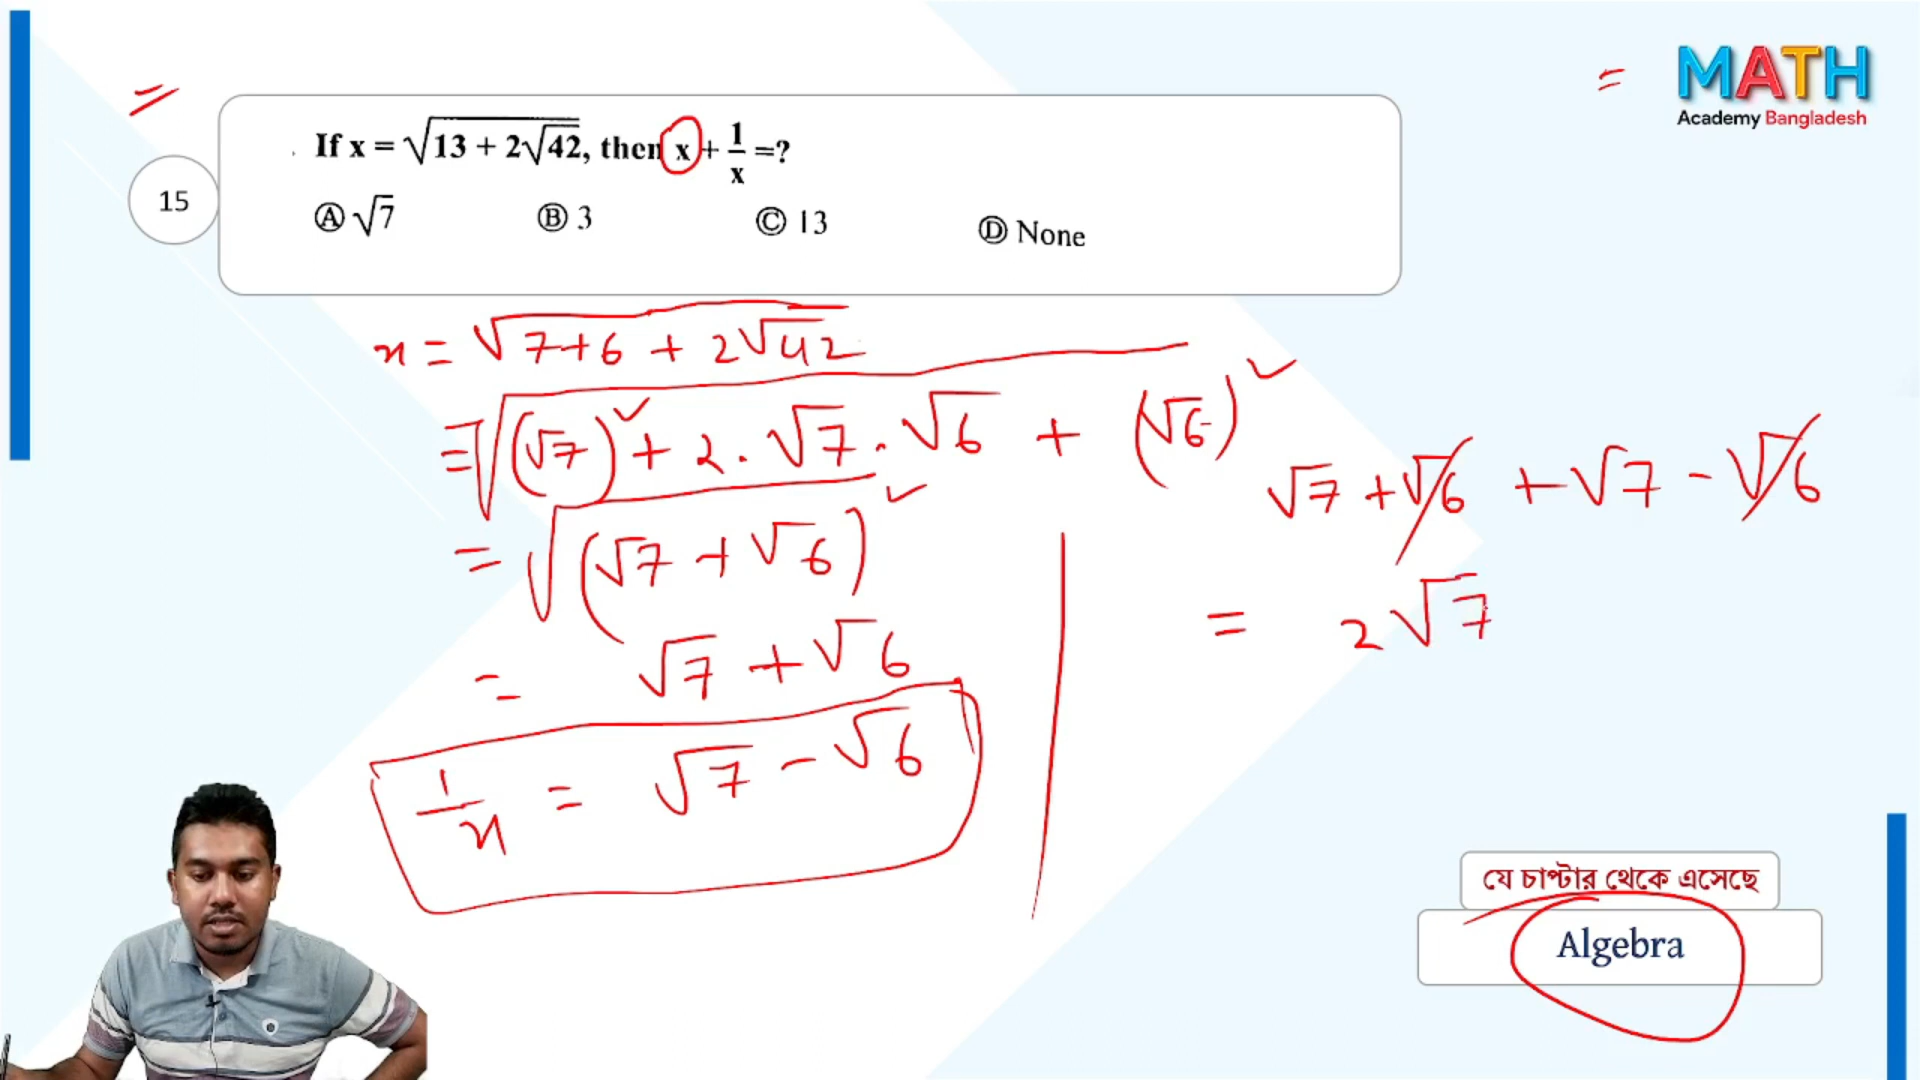 MATH
Academy Bangladesh
=
=
15
If x = √(13 + 2√42), then x + 1/x =?
Ⓐ √7 Ⓑ 3 Ⓒ 13 Ⓓ None
x = √(7+6 + 2√42)
= √((√7)² + 2 . √7 . √6 + (√6)²)
= √((√7 + √6)²)
= √7 + √6
1/x = √7 - √6
√7 + √6 + √7 - √6
= 2√7
যে চাপ্টার থেকে এসেছে
Algebra